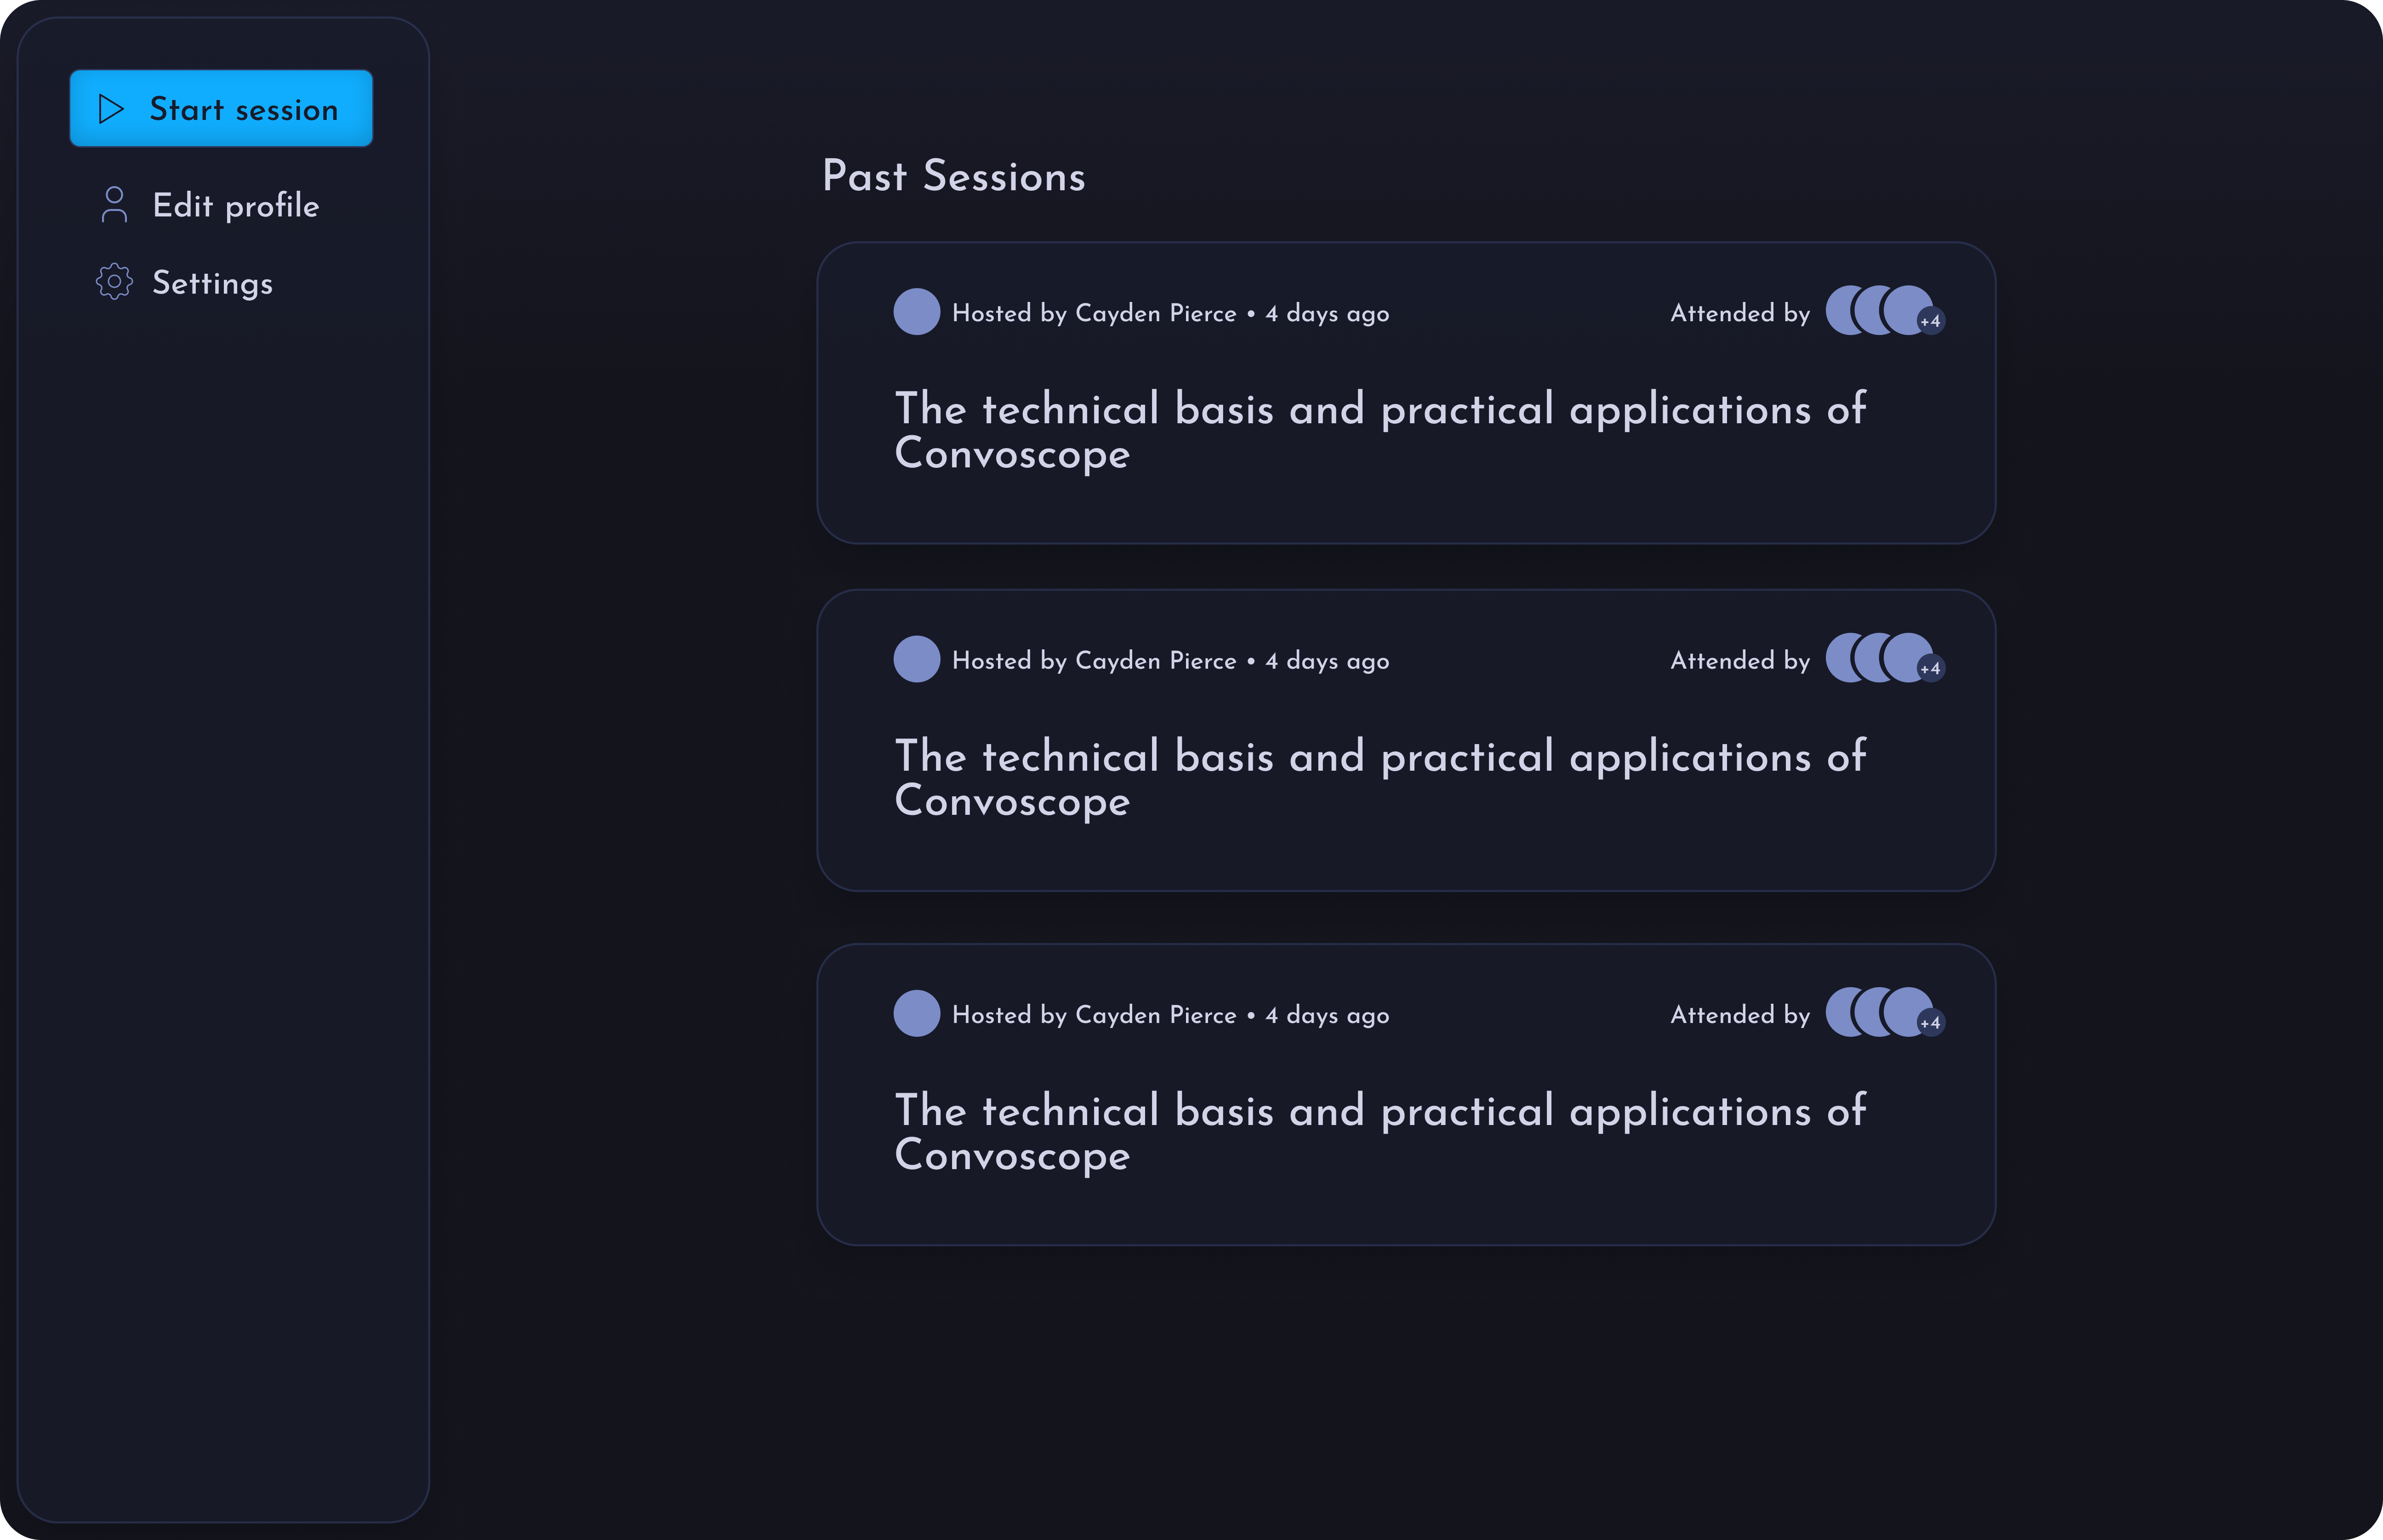 Start session
Edit profile
Settings
Past Sessions
Hosted by Cayden Pierce • 4 days ago
Attended by
+4
The technical basis and practical applications of
Convoscope
Hosted by Cayden Pierce • 4 days ago
Attended by
+4
The technical basis and practical applications of
Convoscope
Hosted by Cayden Pierce • 4 days ago
Attended by
+4
The technical basis and practical applications of
Convoscope